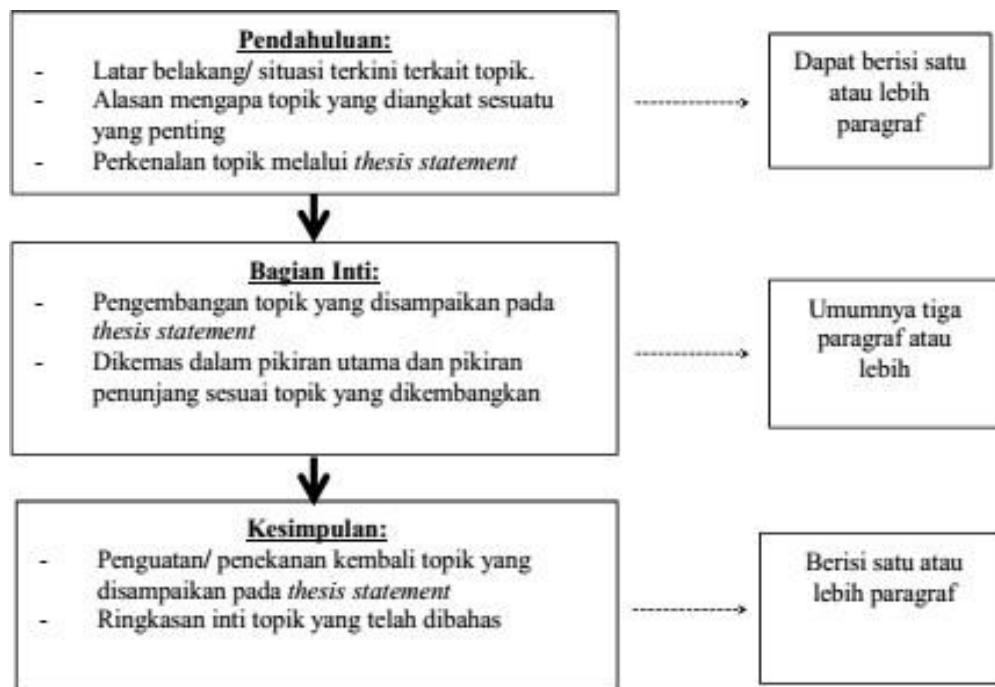 Pendahuluan:
- Latar belakang/ situasi terkini terkait topik.
- Alasan mengapa topik yang diangkat sesuatu
yang penting
- Perkenalan topik melalui thesis statement
Dapat berisi satu
atau lebih
paragraf
Bagian Inti:
- Pengembangan topik yang disampaikan pada
thesis statement
- Dikemas dalam pikiran utama dan pikiran
penunjang sesuai topik yang dikembangkan
Umumnya tiga
paragraf atau
lebih
Kesimpulan:
- Penguatan/ penekanan kembali topik yang
disampaikan pada thesis statement
- Ringkasan inti topik yang telah dibahas
Berisi satu atau
lebih paragraf